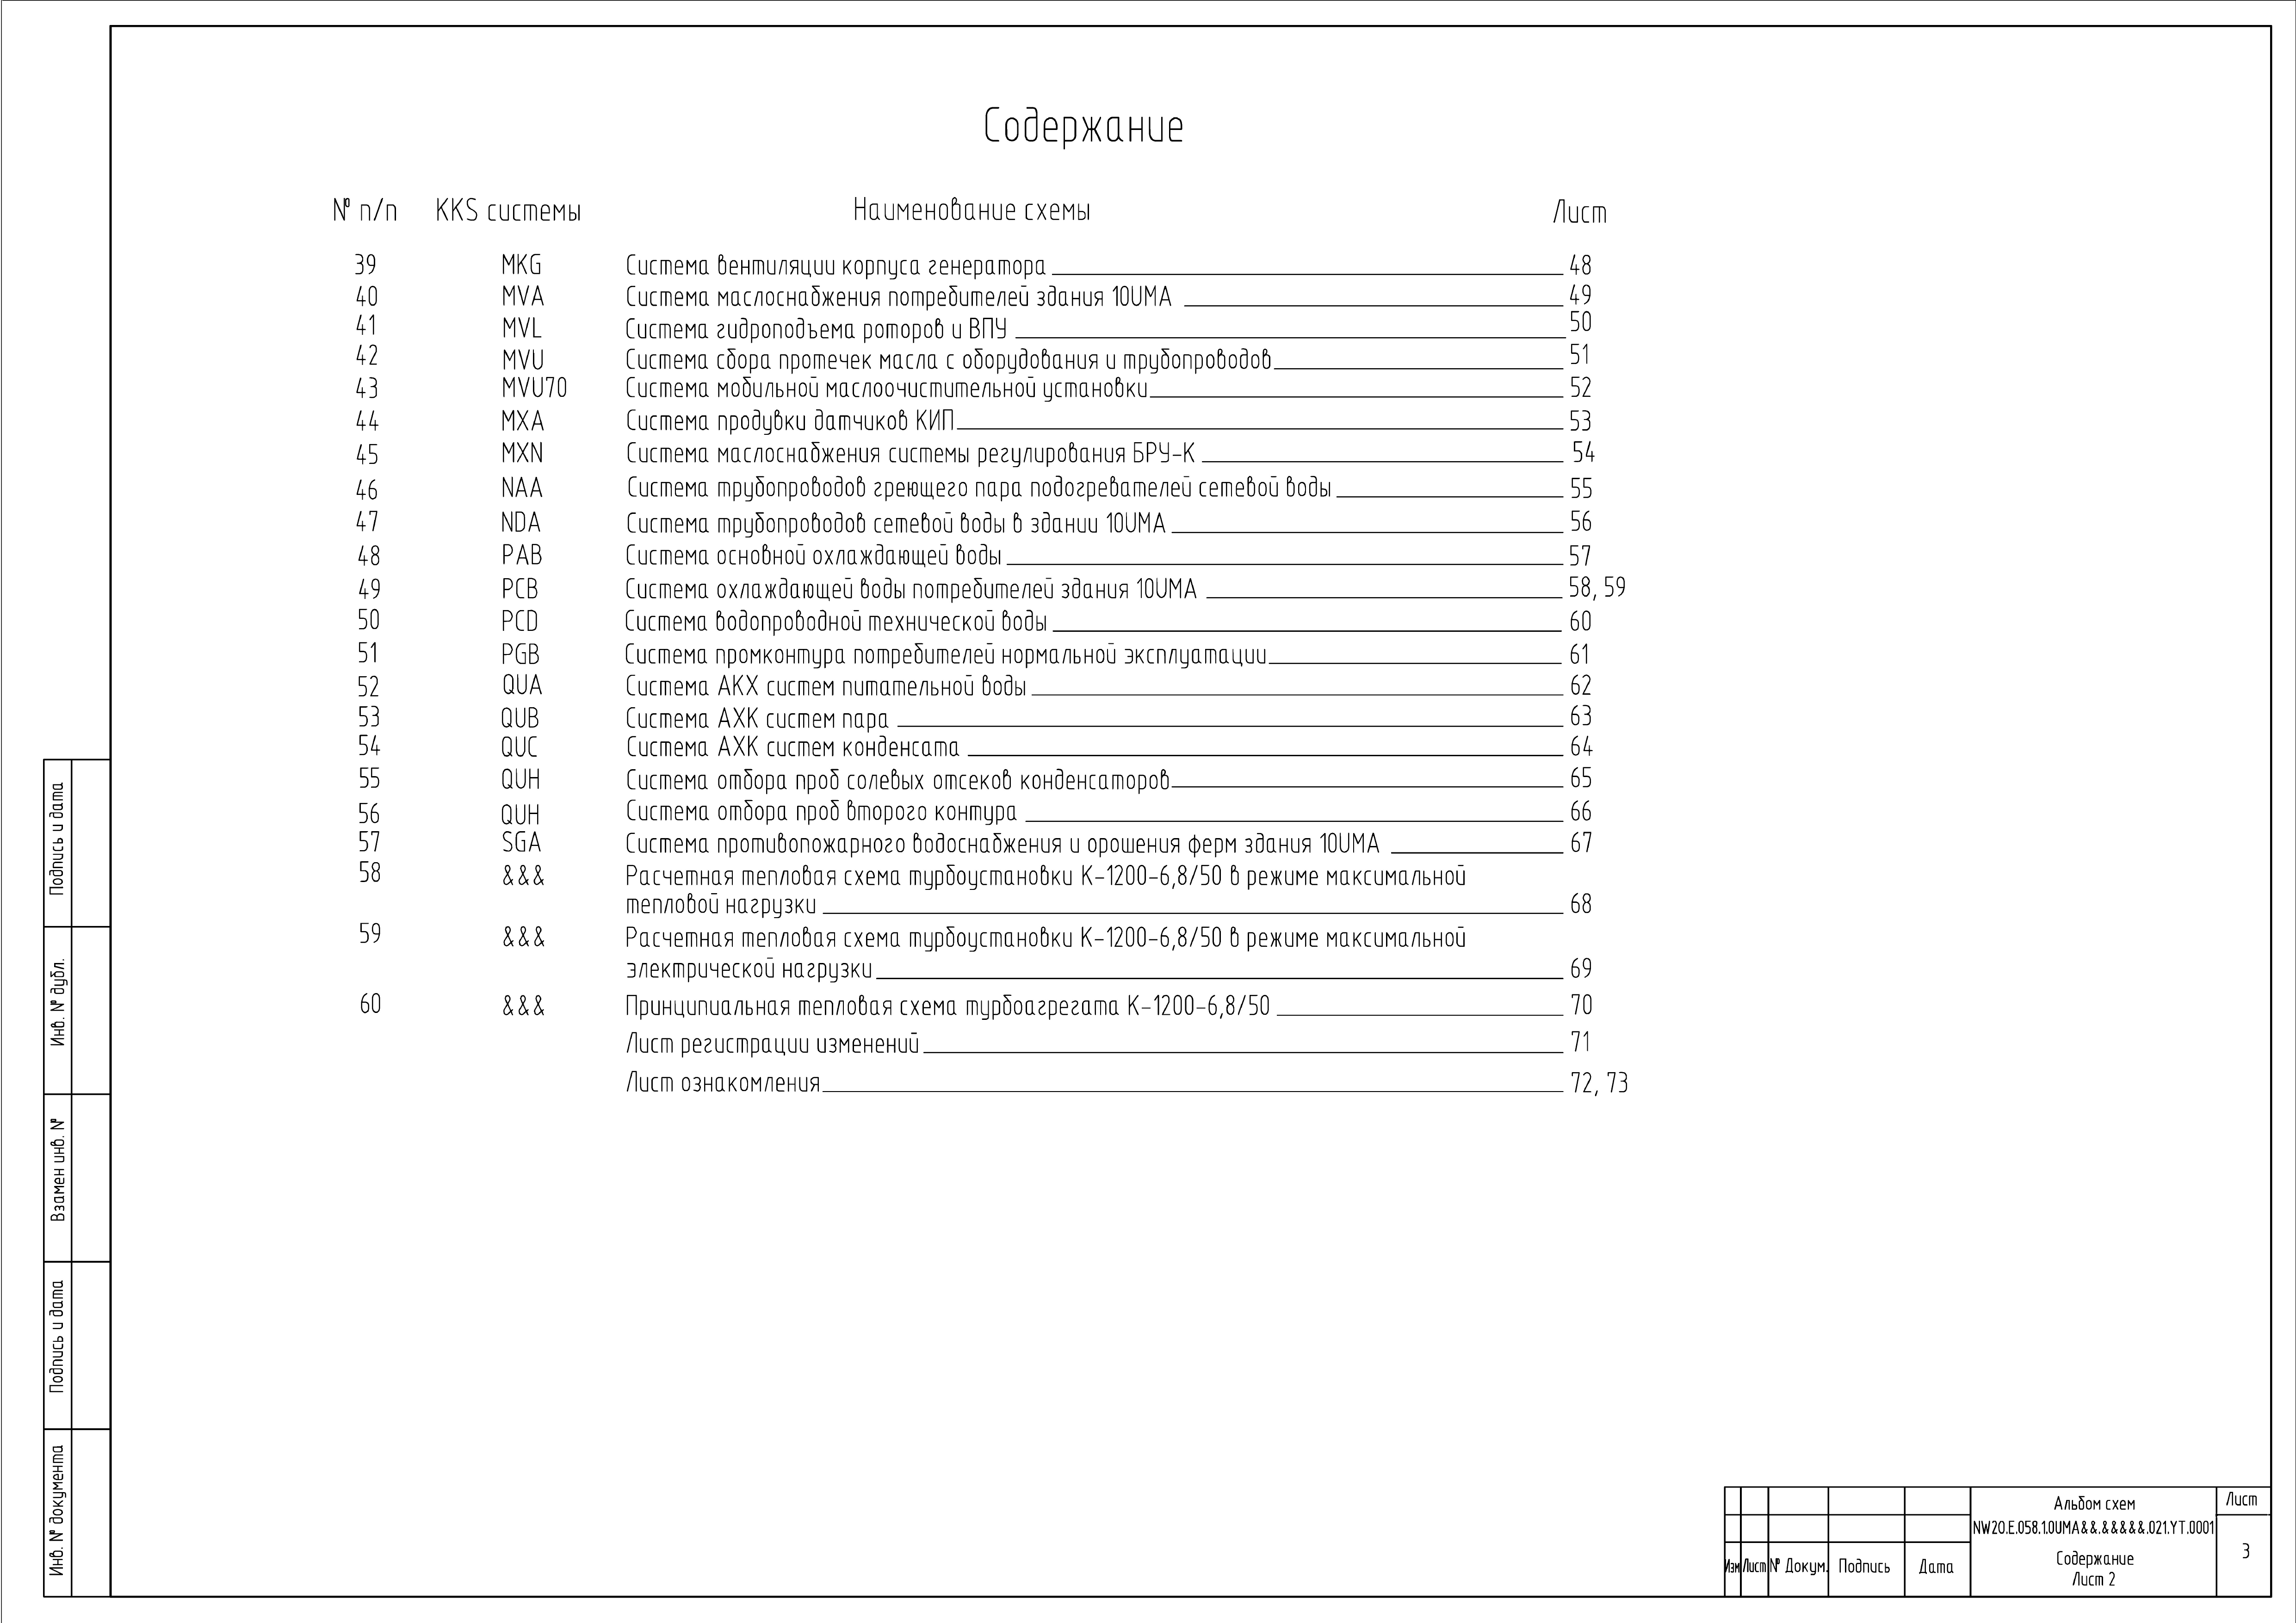 Содержание
№ п/п KKS системы Наименование схемы Лист
39 MKG Система вентиляции корпуса генератора 48
40 MVA Система маслоснабжения потребителей здания 10UMA 49
41 MVL Система гидроподъема роторов и ВПУ 50
42 MVU Система сбора протечек масла с оборудования и трубопроводов 51
43 MVU70 Система мобильной маслоочистительной установки 52
44 MXA Система продувки датчиков КИП 53
45 MXN Система маслоснабжения системы регулирования БРУ-К 54
46 NAA Система трубопроводов греющего пара подогревателей сетевой воды 55
47 NDA Система трубопроводов сетевой воды в здании 10UMA 56
48 PAB Система основной охлаждающей воды 57
49 PCB Система охлаждающей воды потребителей здания 10UMA 58, 59
50 PCD Система водопроводной технической воды 60
51 PGB Система промконтура потребителей нормальной эксплуатации 61
52 QUA Система АКХ систем питательной воды 62
53 QUB Система АХК систем пара 63
54 QUC Система АХК систем конденсата 64
55 QUH Система отбора проб солевых отсеков конденсаторов 65
56 QUH Система отбора проб второго контура 66
57 SGA Система противопожарного водоснабжения и орошения ферм здания 10UMA 67
58 &&& Расчетная тепловая схема турбоустановки К-1200-6,8/50 в режиме максимальной
тепловой нагрузки 68
59 &&& Расчетная тепловая схема турбоустановки К-1200-6,8/50 в режиме максимальной
электрической нагрузки 69
60 &&& Принципиальная тепловая схема турбоагрегата К-1200-6,8/50 70
Лист регистрации изменений 71
Лист ознакомления 72, 73
Подпись и дата
Инв. № дубл.
Взамен инв. №
Подпись и дата
Инв. № документа
Изм Лист № Докум. Подпись Дата
Альбом схем
NW2O.E.058.1.0UMA&&.&&&&&.021.YT.0001
Содержание
Лист 2
Лист
3